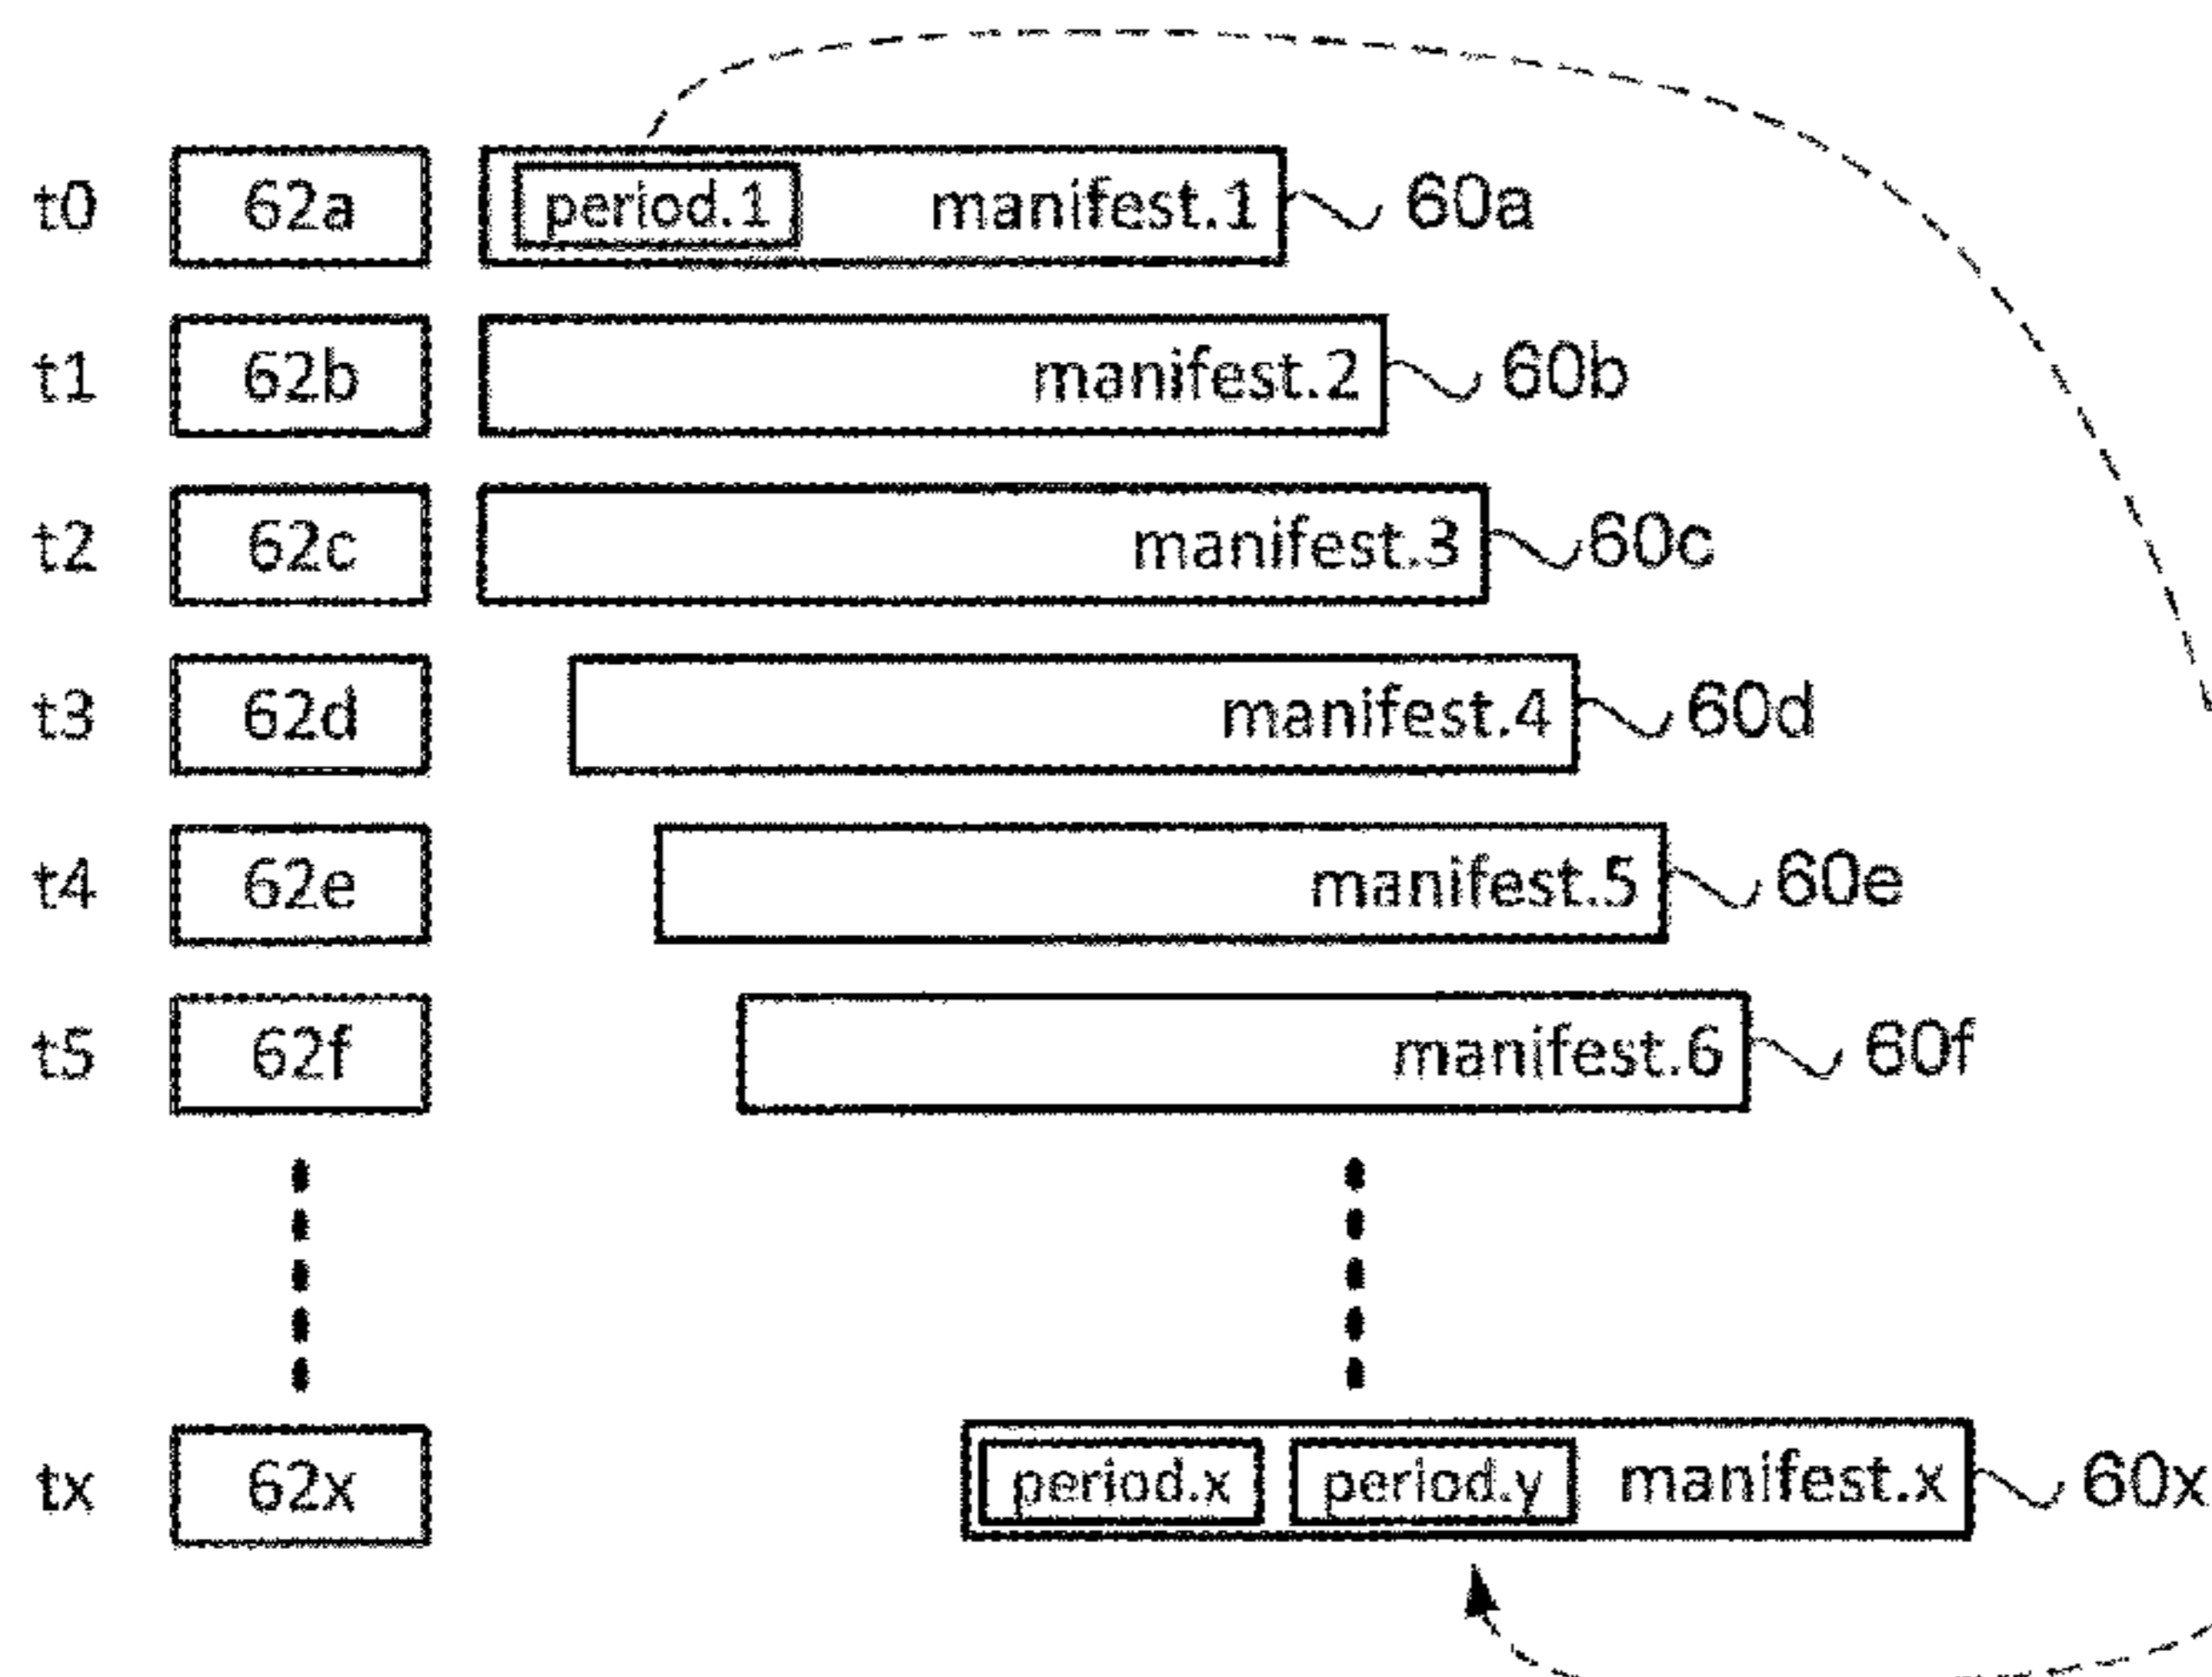 t0 62a period.1 manifest.1 60a
t1 62b manifest.2 60b
t2 62c manifest.3 60c
t3 62d manifest.4 60d
t4 62e manifest.5 60e
t5 62f manifest.6 60f
tx 62x period.x period.y manifest.x 60x